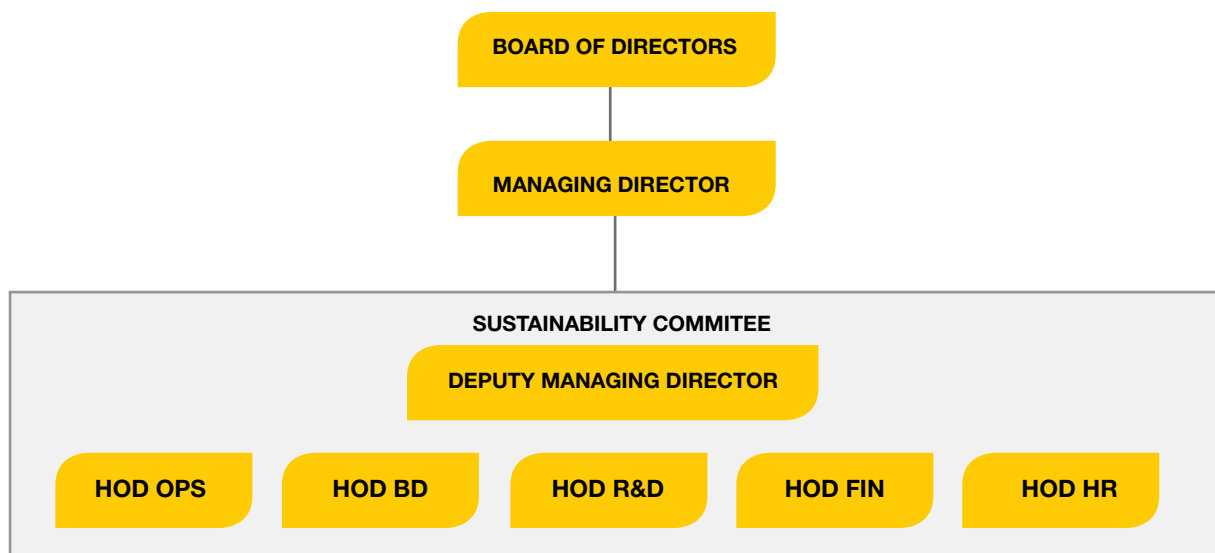 BOARD OF DIRECTORS
MANAGING DIRECTOR
SUSTAINABILITY COMMITEE
DEPUTY MANAGING DIRECTOR
HOD OPS
HOD BD
HOD R&D
HOD FIN
HOD HR